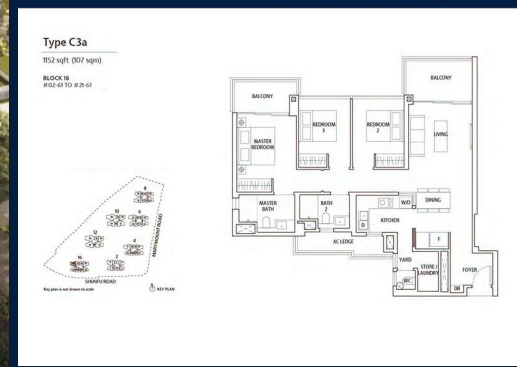 Type C3a
1152 sqft (107 sqm)
BLOCK 16
#02-61 TO #21-61
BALCONY
BALCONY
BEDROOM
3
BEDROOM
2
LIVING
MASTER
BEDROOM
MASTER
BATH
BATH
2
W/D
DINING
KITCHEN
AC LEDGE
F
YARD
STORE /
LAUNDRY
FOYER
WC
DB
8
10
6
12
4
16
2
MARYMOUNT ROAD
SHUNFU ROAD
Key plan is not drawn to scale
KEY PLAN